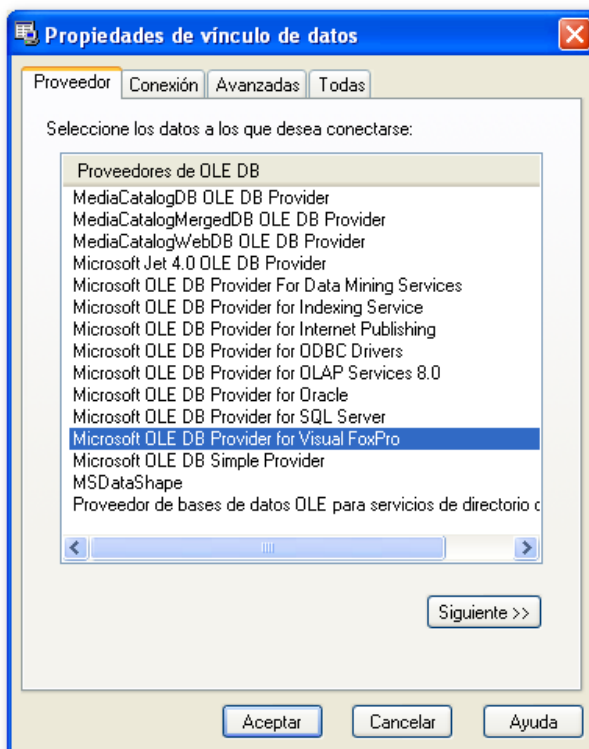 Propiedades de vínculo de datos
Proveedor Conexión Avanzadas Todas
Seleccione los datos a los que desea conectarse:
Proveedores de OLE DB
MediaCatalogDB OLE DB Provider
MediaCatalogMergedDB OLE DB Provider
MediaCatalogWebDB OLE DB Provider
Microsoft Jet 4.0 OLE DB Provider
Microsoft OLE DB Provider For Data Mining Services
Microsoft OLE DB Provider for Indexing Service
Microsoft OLE DB Provider for Internet Publishing
Microsoft OLE DB Provider for ODBC Drivers
Microsoft OLE DB Provider for OLAP Services 8.0
Microsoft OLE DB Provider for Oracle
Microsoft OLE DB Provider for SQL Server
Microsoft OLE DB Provider for Visual FoxPro
Microsoft OLE DB Simple Provider
MSDataShape
Proveedor de bases de datos OLE para servicios de directorio
Siguiente >>
Aceptar Cancelar Ayuda